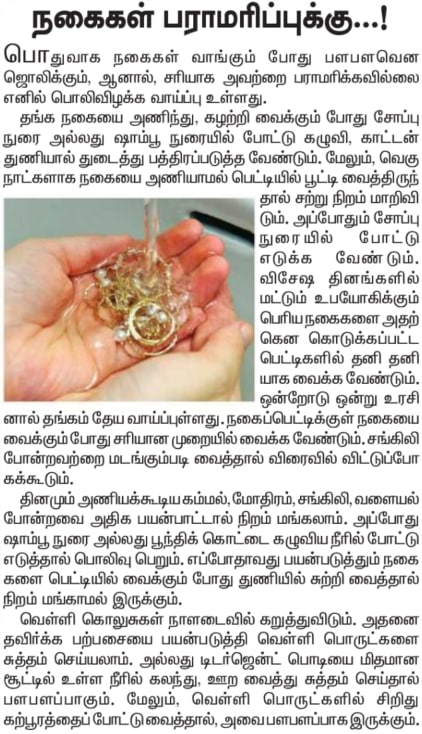 நகைகள் பராமரிப்புக்கு...!
பொதுவாக நகைகள் வாங்கும் போது பளபளவென
ஜொலிக்கும், ஆனால், சரியாக அவற்றை பராமரிக்கவில்லை
எனில் பொலிவிழக்க வாய்ப்பு உள்ளது.
தங்க நகையை அணிந்து, கழற்றி வைக்கும் போது சோப்பு
நுரை அல்லது ஷாம்பூ நுரையில் போட்டு கழுவி, காட்டன்
துணியால் துடைத்து பத்திரப்படுத்த வேண்டும். மேலும், வெகு
நாட்களாக நகையை அணியாமல் பெட்டியில் பூட்டி வைத்திருந்
தால் சற்று நிறம் மாறிவி
டும். அப்போதும் சோப்பு
நுரையில் போட்டு
எடுக்க வேண்டும்.
விசேஷ தினங்களில்
மட்டும் உபயோகிக்கும்
பெரிய நகைகளை அதற்
கென கொடுக்கப்பட்ட
பெட்டிகளில் தனி தனி
யாக வைக்க வேண்டும்.
ஒன்றோடு ஒன்று உரசி
னால் தங்கம் தேய வாய்ப்புள்ளது. நகைப்பெட்டிக்குள் நகையை
வைக்கும் போது சரியான முறையில் வைக்க வேண்டும். சங்கிலி
போன்றவற்றை மடங்கும்படி வைத்தால் விரைவில் விட்டுப்போ
கக்கூடும்.
தினமும் அணியக்கூடிய கம்மல், மோதிரம், சங்கிலி, வளையல்
போன்றவை அதிக பயன்பாட்டால் நிறம் மங்கலாம். அப்போது
ஷாம்பூ நுரை அல்லது பூந்திக் கொட்டை கழுவிய நீரில் போட்டு
எடுத்தால் பொலிவு பெறும். எப்போதாவது பயன்படுத்தும் நகை
களை பெட்டியில் வைக்கும் போது துணியில் சுற்றி வைத்தால்
நிறம் மங்காமல் இருக்கும்.
வெள்ளி கொலுசுகள் நாளடைவில் கறுத்துவிடும். அதனை
தவிர்க்க பற்பசையை பயன்படுத்தி வெள்ளி பொருட்களை
சுத்தம் செய்யலாம். அல்லது டிடர்ஜென்ட் பொடியை மிதமான
சூட்டில் உள்ள நீரில் கலந்து, ஊற வைத்து சுத்தம் செய்தால்
பளபளப்பாகும். மேலும், வெள்ளி பொருட்களில் சிறிது
கற்பூரத்தைப் போட்டு வைத்தால், அவை பளபளப்பாக இருக்கும்.